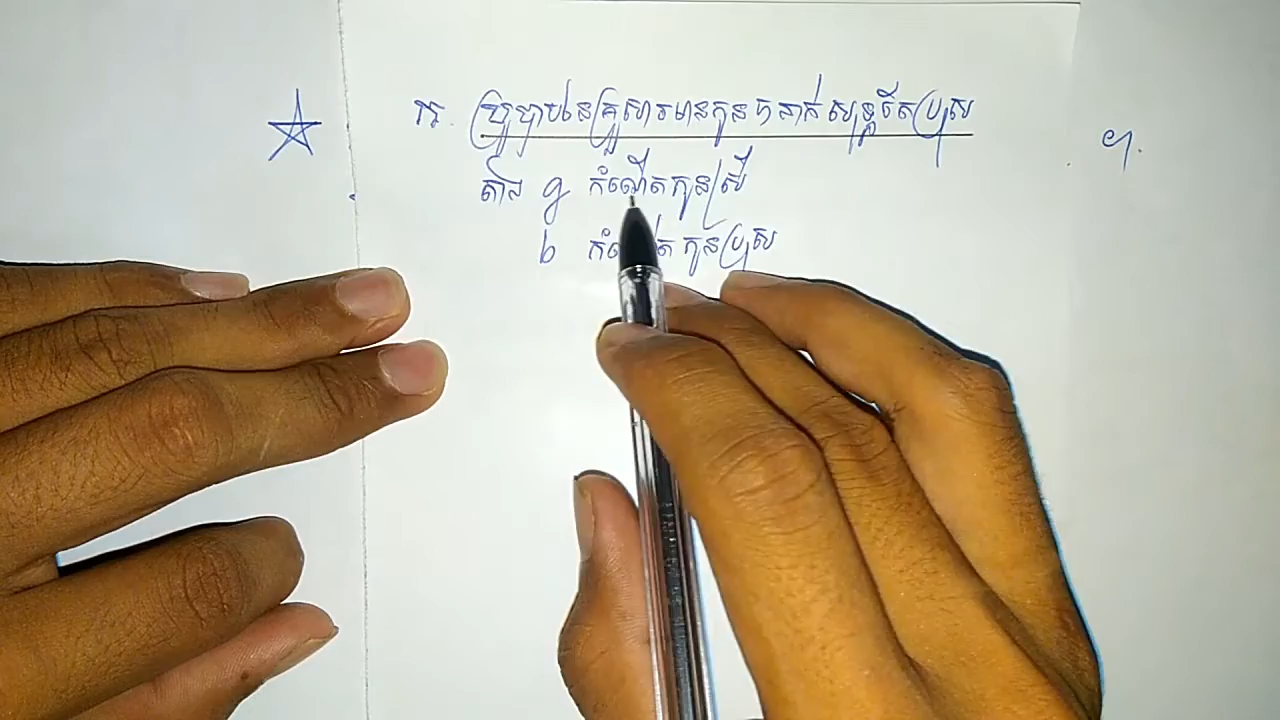 ក. ប្រូបាបនៃគ្រួសារមានកូន ៣ នាក់ សុទ្ធតែប្រុស
តាង g កំណើតកូនស្រី
b កំណើតកូនប្រុស
ខ.